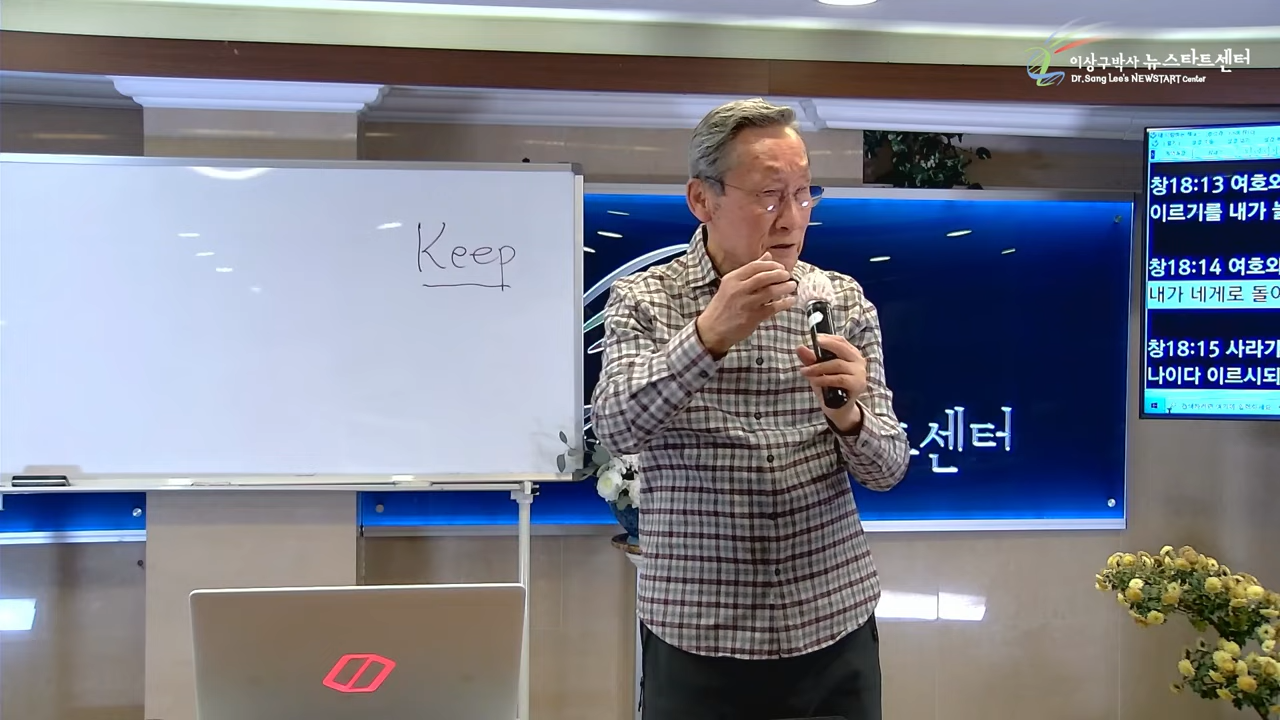 이상구박사 뉴스타트센터
Dr. Sang Lee's NEWSTART Center
Keep
창18:13 여호와
이르기를 내가
창18:14 여호와
내가 네게로 돌아
창18:15 사라가
나이다 이르시되
센터